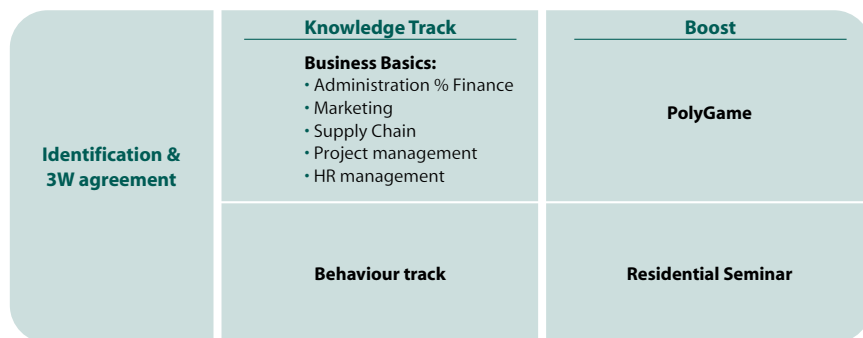 Identification &
3W agreement
Knowledge Track
Business Basics:
• Administration % Finance
• Marketing
• Supply Chain
• Project management
• HR management
Behaviour track
Boost
PolyGame
Residential Seminar